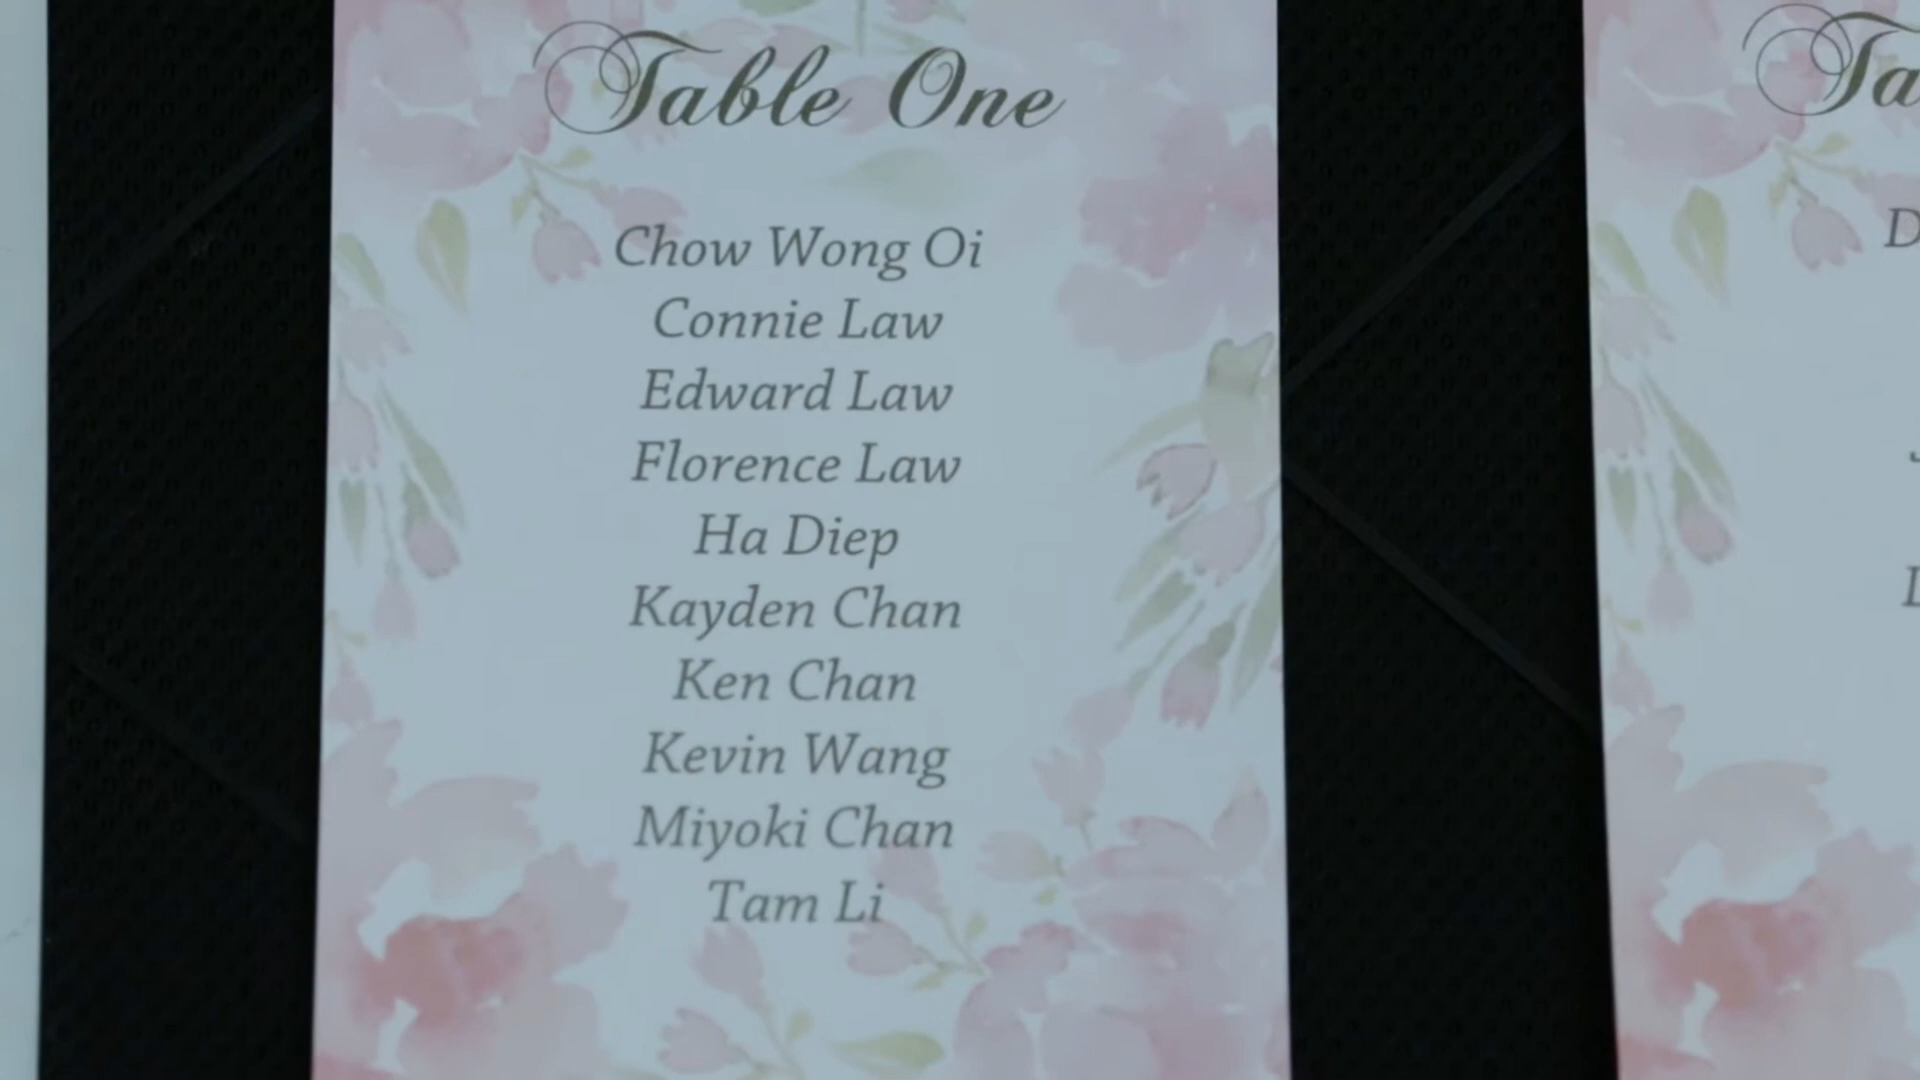 Table One
Chow Wong Oi
Connie Law
Edward Law
Florence Law
Ha Diep
Kayden Chan
Ken Chan
Kevin Wang
Miyoki Chan
Tam Li